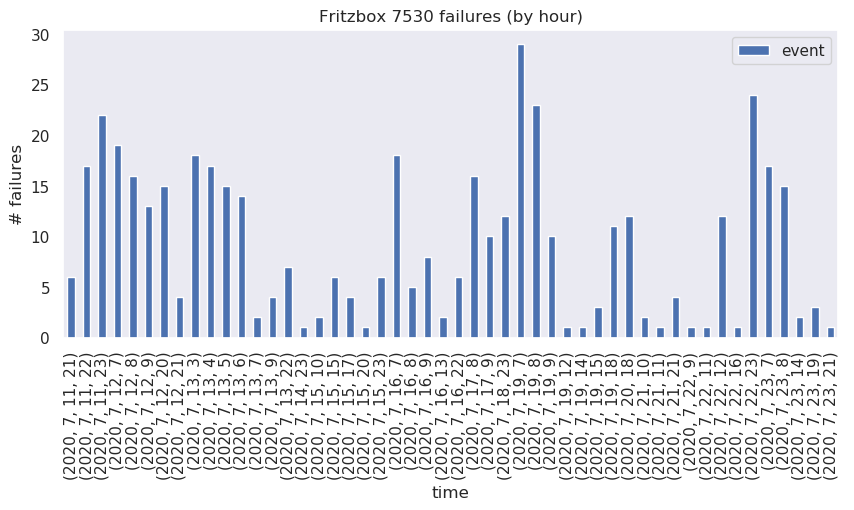 Fritzbox 7530 failures (by hour)
event
# failures
30
25
20
15
10
5
0
(2020, 7, 11, 21)
(2020, 7, 11, 22)
(2020, 7, 11, 23)
(2020, 7, 12, 7)
(2020, 7, 12, 8)
(2020, 7, 12, 9)
(2020, 7, 12, 20)
(2020, 7, 12, 21)
(2020, 7, 13, 3)
(2020, 7, 13, 4)
(2020, 7, 13, 5)
(2020, 7, 13, 6)
(2020, 7, 13, 7)
(2020, 7, 13, 9)
(2020, 7, 13, 22)
(2020, 7, 14, 23)
(2020, 7, 15, 10)
(2020, 7, 15, 15)
(2020, 7, 15, 17)
(2020, 7, 15, 20)
(2020, 7, 15, 23)
(2020, 7, 16, 7)
(2020, 7, 16, 8)
(2020, 7, 16, 9)
(2020, 7, 16, 13)
(2020, 7, 16, 22)
(2020, 7, 17, 8)
(2020, 7, 17, 9)
(2020, 7, 18, 23)
(2020, 7, 19, 7)
(2020, 7, 19, 8)
(2020, 7, 19, 9)
(2020, 7, 19, 12)
(2020, 7, 19, 14)
(2020, 7, 19, 15)
(2020, 7, 19, 18)
(2020, 7, 20, 18)
(2020, 7, 21, 10)
(2020, 7, 21, 11)
(2020, 7, 21, 21)
(2020, 7, 22, 9)
(2020, 7, 22, 11)
(2020, 7, 22, 12)
(2020, 7, 22, 16)
(2020, 7, 22, 23)
(2020, 7, 23, 7)
(2020, 7, 23, 8)
(2020, 7, 23, 14)
(2020, 7, 23, 19)
(2020, 7, 23, 21)
time